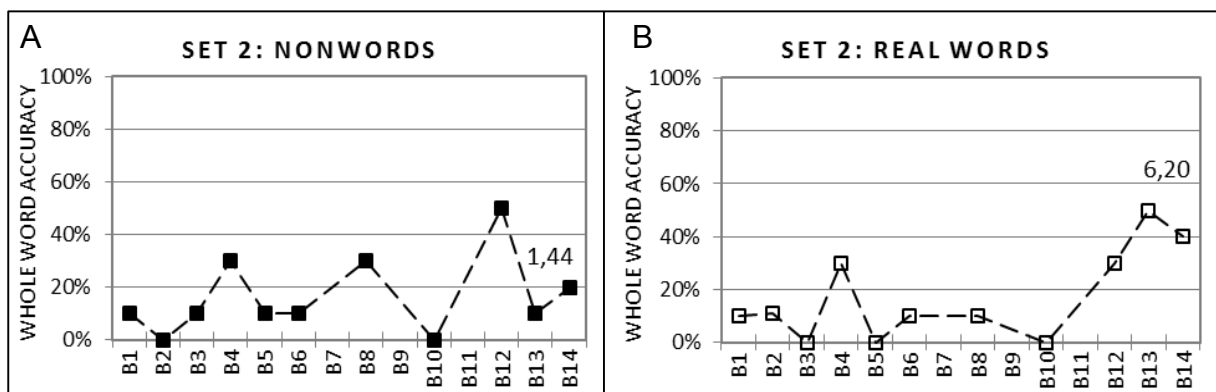 A
SET 2: NONWORDS
WHOLE WORD ACCURACY
100%
80%
60%
40%
20%
0%
1,44
B1 B2 B3 B4 B5 B6 B7 B8 B9 B10 B11 B12 B13 B14
B
SET 2: REAL WORDS
WHOLE WORD ACCURACY
100%
80%
60%
40%
20%
0%
6,20
B1 B2 B3 B4 B5 B6 B7 B8 B9 B10 B11 B12 B13 B14